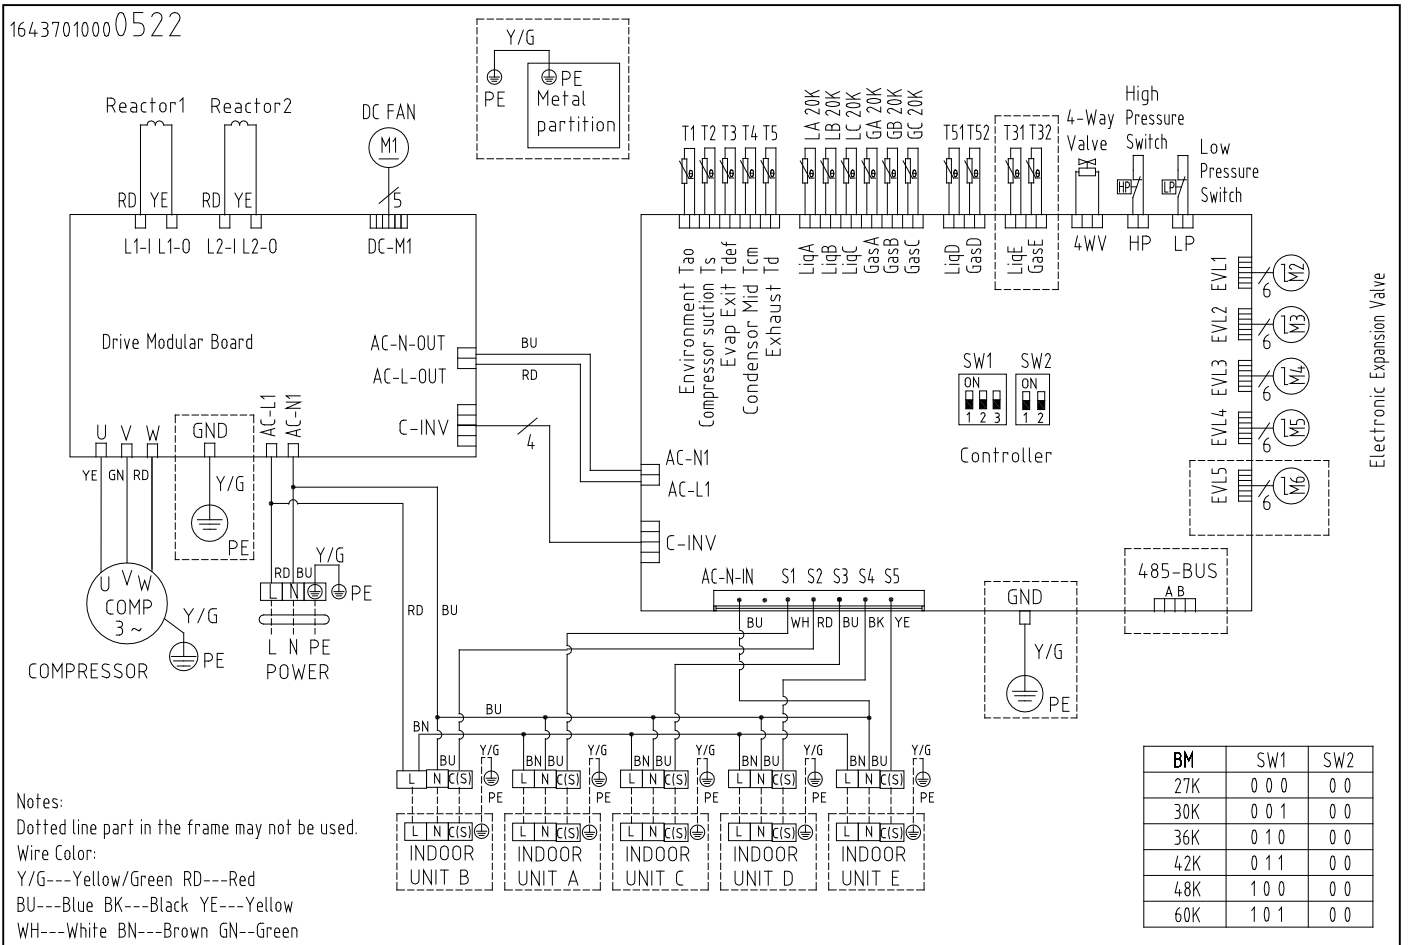 16437010000522
Y/G
PE
PE
Metal
partition
Reactor1 Reactor2
DC FAN
M1
RD YE RD YE
5
L1-I L1-O L2-I L2-O DC-M1
Drive Modular Board
AC-N-OUT
AC-L-OUT
C-INV
BU
RD
4
U V W
GND
AC-L1
AC-N1
YE GN RD
Y/G
PE
U V W
COMP
3 ~
Y/G
PE
COMPRESSOR
RD BU
Y/G
L N
PE
L N PE
POWER
RD BU
T1 T2 T3 T4 T5
LA 20K
LB 20K
LC 20K
GA 20K
GB 20K
GC 20K
T51 T52
T31 T32
4-Way
Valve
High
Pressure
Switch
HP
Low
Pressure
Switch
LP
Environment Tao
Compressor suction Ts
Evap Exit Tdef
Condensor Mid Tcm
Exhaust Td
LiqA
LiqB
LiqC
GasA
GasB
GasC
LiqD
GasD
LiqE
GasE
4WV HP LP
EVL1
6
M2
EVL2
6
M3
EVL3
6
M4
EVL4
6
M5
EVL5
6
M6
Electronic Expansion Valve
SW1 SW2
ON ON
1 2 3 1 2
Controller
AC-N1
AC-L1
C-INV
AC-N-IN S1 S2 S3 S4 S5
BU WH RD BU BK YE
GND
Y/G
PE
485-BUS
A B
BU
BN
BU Y/G BN BU Y/G BN BU Y/G BN BU Y/G BN BU Y/G
L N C(S) L N C(S) L N C(S) L N C(S) L N C(S)
PE PE PE PE PE
L N C(S) L N C(S) L N C(S) L N C(S) L N C(S)
INDOOR
UNIT B
INDOOR
UNIT A
INDOOR
UNIT C
INDOOR
UNIT D
INDOOR
UNIT E
Notes:
Dotted line part in the frame may not be used.
Wire Color:
Y/G---Yellow/Green RD---Red
BU---Blue BK---Black YE---Yellow
WH---White BN---Brown GN--Green
BM SW1 SW2
27K 0 0 0 0 0
30K 0 0 1 0 0
36K 0 1 0 0 0
42K 0 1 1 0 0
48K 1 0 0 0 0
60K 1 0 1 0 0